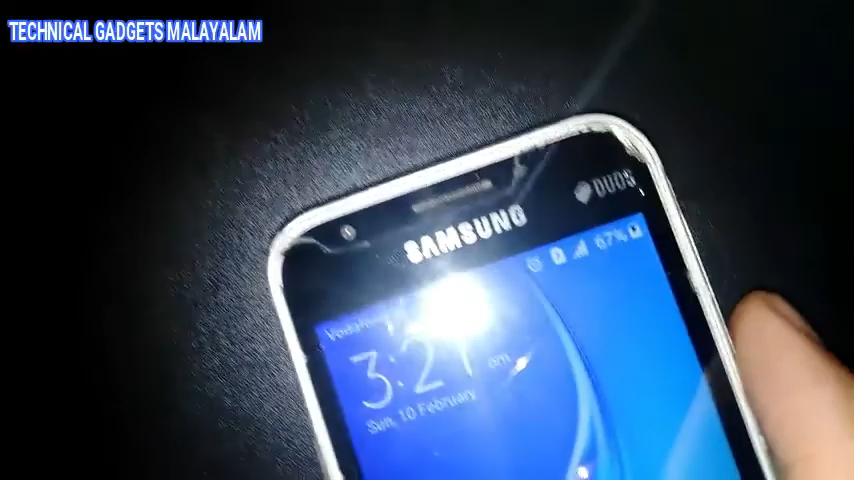 TECHNICAL GADGETS MALAYALAM
DUOS
SAMSUNG
67%
3:21
Sun, 10 February